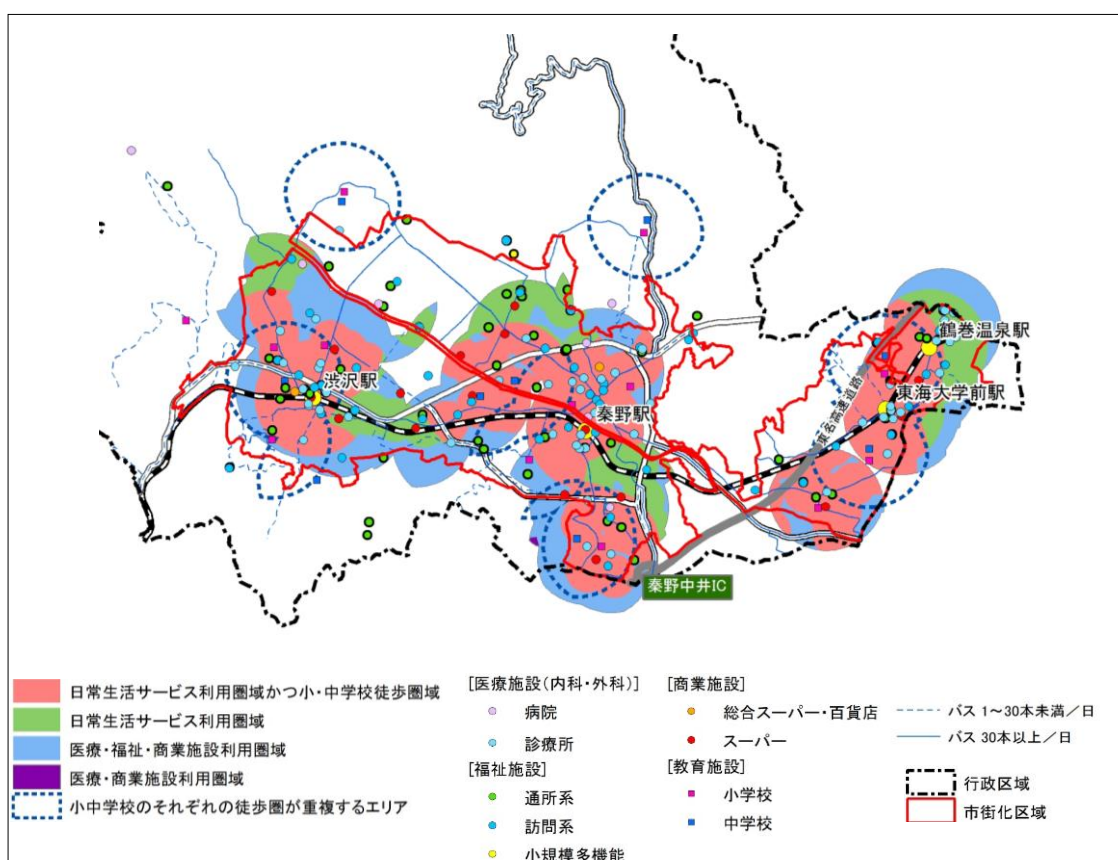 鶴巻温泉駅
渋沢駅
東海大学前駅
東名高速道路
秦野駅
秦野中井IC
日常生活サービス利用圏域かつ小・中学校徒歩圏域
日常生活サービス利用圏域
医療・福祉・商業施設利用圏域
医療・商業施設利用圏域
小中学校のそれぞれの徒歩圏が重複するエリア
[医療施設(内科・外科)]
病院
診療所
[福祉施設]
通所系
訪問系
小規模多機能
[商業施設]
総合スーパー・百貨店
スーパー
[教育施設]
小学校
中学校
バス 1~30本未満/日
バス 30本以上/日
行政区域
市街化区域